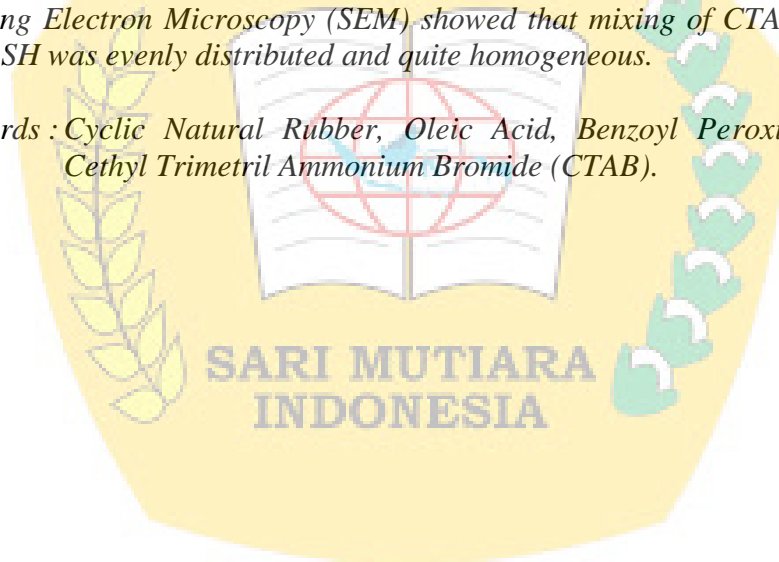 ng Electron Microscopy (SEM) showed that mixing of CTA
SH was evenly distributed and quite homogeneous.
rds : Cyclic Natural Rubber, Oleic Acid, Benzoyl Peroxi
Cethyl Trimetril Ammonium Bromide (CTAB).
SARI MUTIARA
INDONESIA